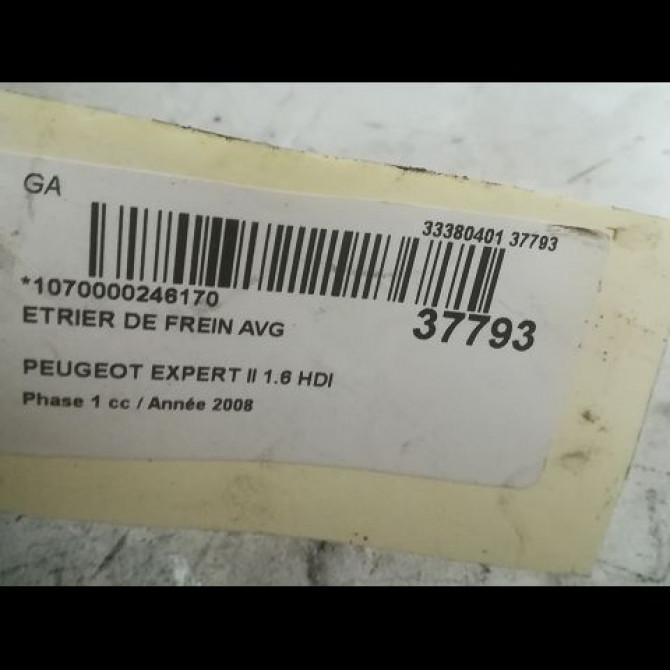 GA
33380401 37793
*1070000246170
37793
ETRIER DE FREIN AVG
PEUGEOT EXPERT II 1.6 HDI
Phase 1 cc / Année 2008